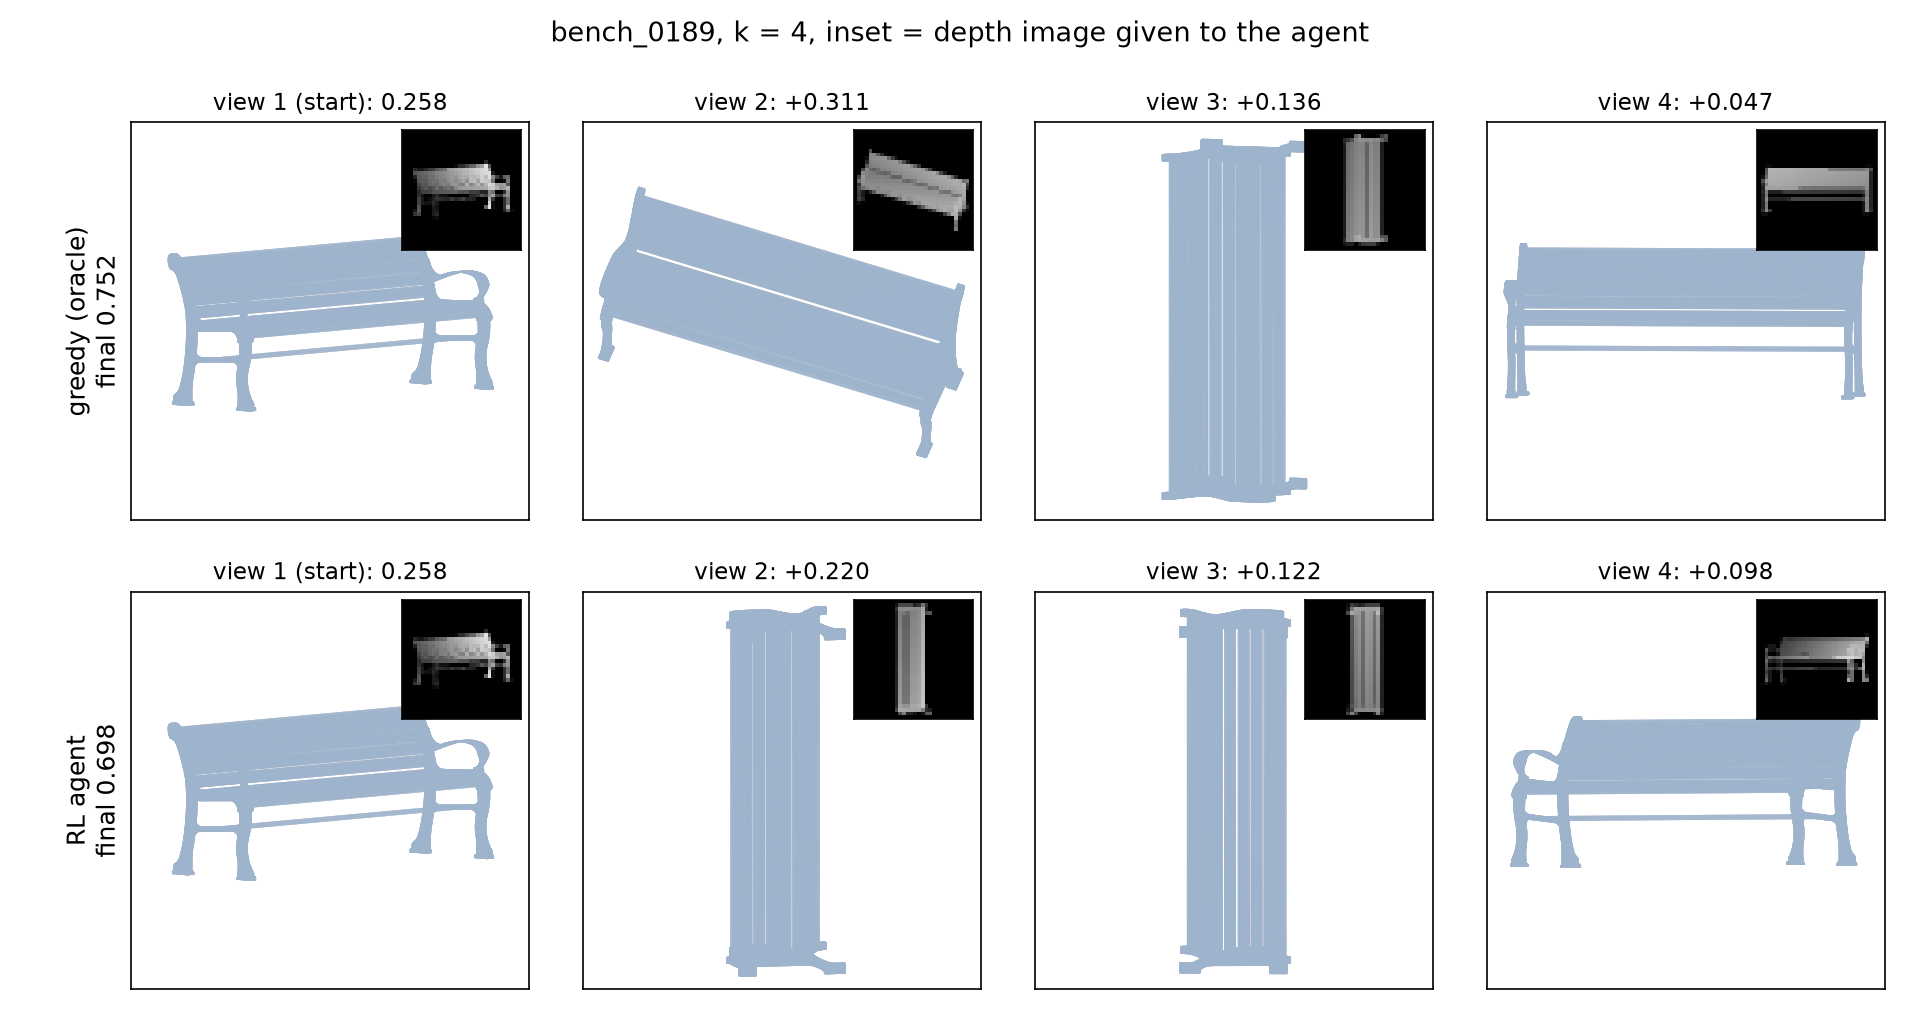 bench_0189, k = 4, inset = depth image given to the agent
view 1 (start): 0.258
view 2: +0.311
view 3: +0.136
view 4: +0.047
greedy (oracle)
final 0.752
view 1 (start): 0.258
view 2: +0.220
view 3: +0.122
view 4: +0.098
RL agent
final 0.698